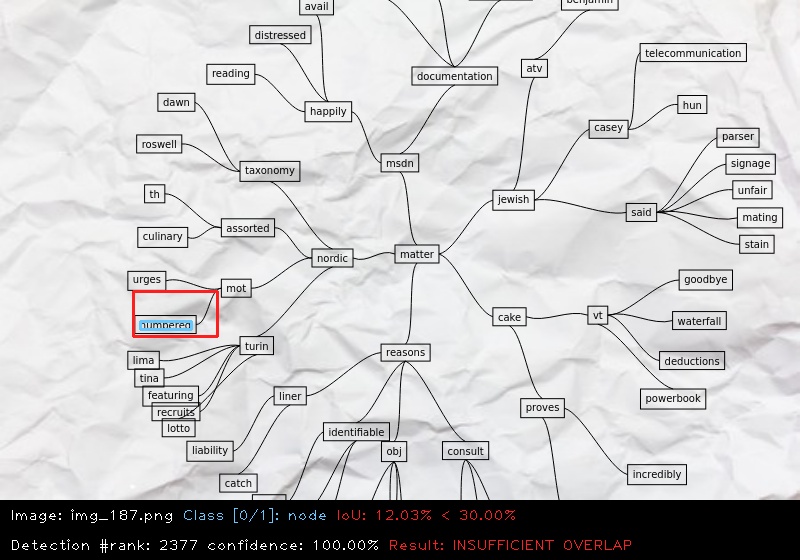 benjamin
avail
distressed
telecommunication
atv
reading
documentation
dawn
hun
happily
casey
parser
roswell
msdn
signage
taxonomy
unfair
th
jewish
said
mating
assorted
culinary
stain
matter
nordic
urges
mot
goodbye
numbered
cake
vt
waterfall
turin
reasons
lima
deductions
tina
featuring
liner
powerbook
recruits
proves
lotto
identifiable
liability
obj
consult
incredibly
catch
Image: img_187.png Class [0/1]: node IoU: 12.03% < 30.00%
Detection #rank: 2377 confidence: 100.00% Result: INSUFFICIENT OVERLAP